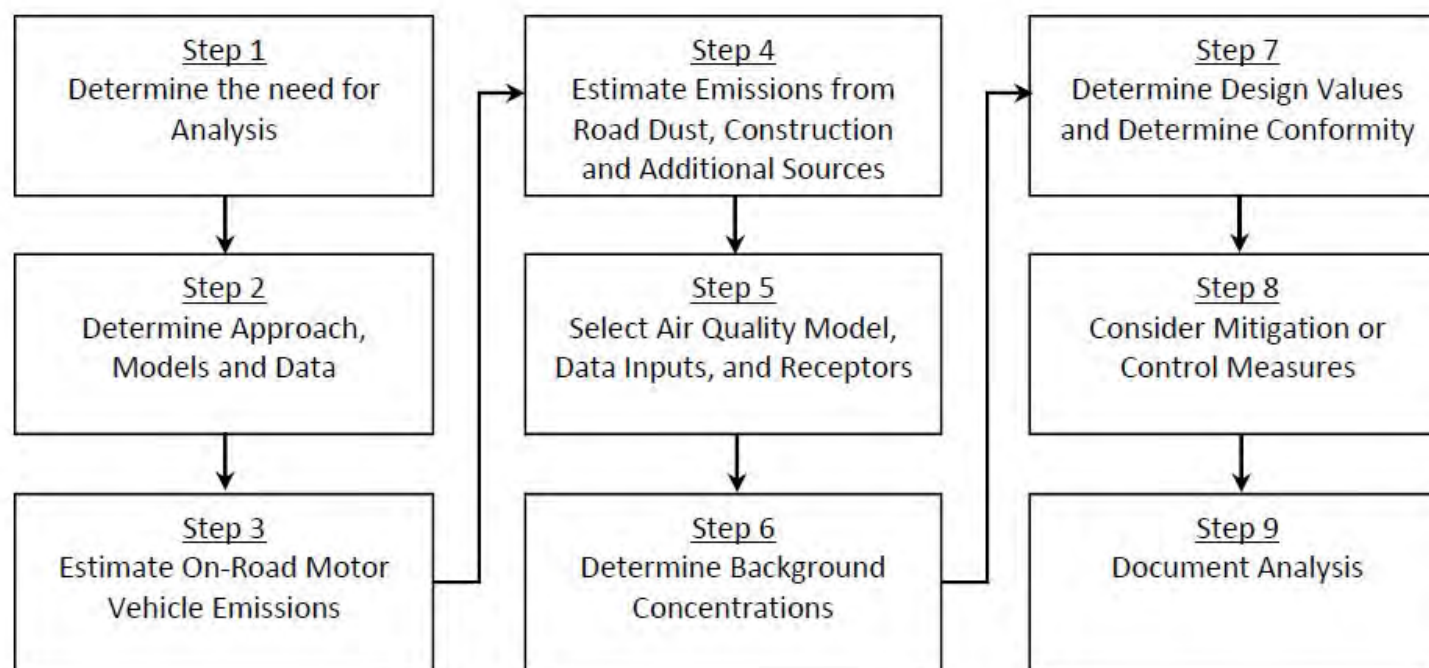 Step 1
Determine the need for
Analysis
Step 2
Determine Approach,
Models and Data
Step 3
Estimate On-Road Motor
Vehicle Emissions
Step 4
Estimate Emissions from
Road Dust, Construction
and Additional Sources
Step 5
Select Air Quality Model,
Data Inputs, and Receptors
Step 6
Determine Background
Concentrations
Step 7
Determine Design Values
and Determine Conformity
Step 8
Consider Mitigation or
Control Measures
Step 9
Document Analysis